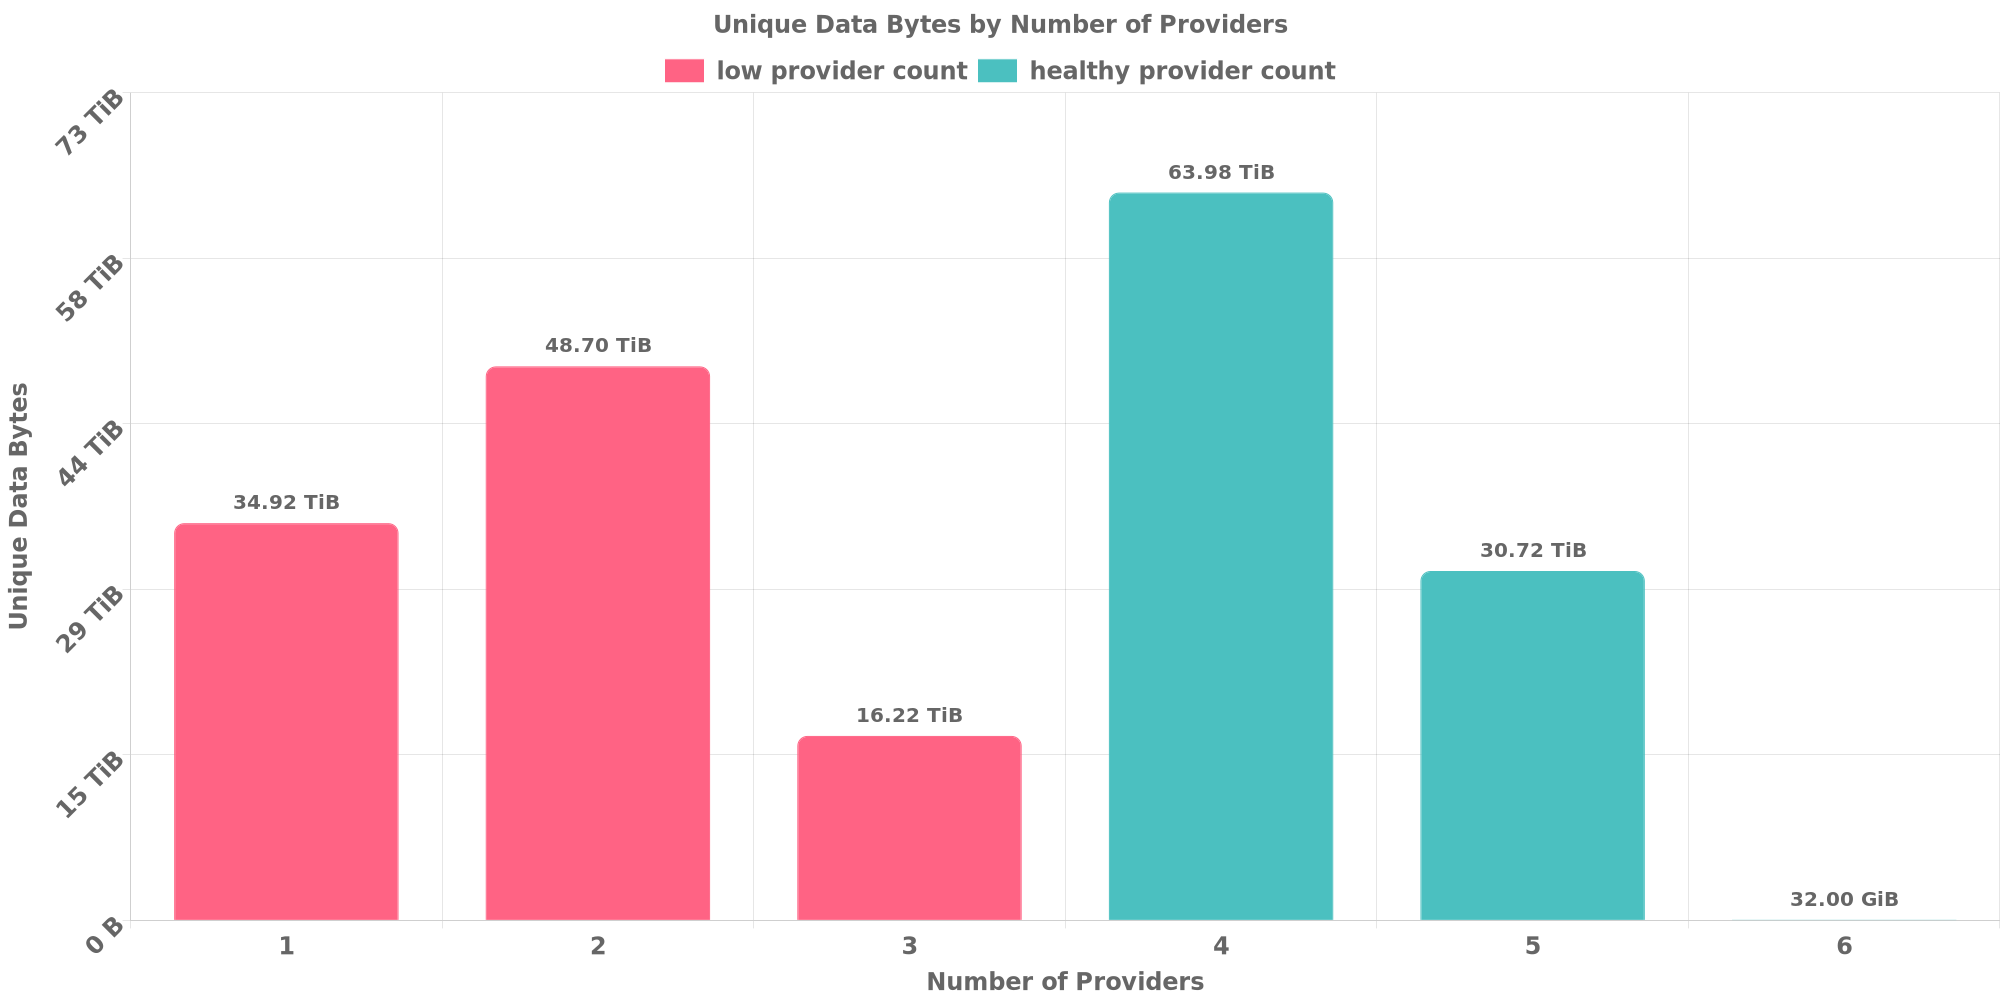 Unique Data Bytes by Number of Providers
low provider count
healthy provider count
73 TiB
58 TiB
44 TiB
29 TiB
15 TiB
0 B
Unique Data Bytes
34.92 TiB
48.70 TiB
16.22 TiB
63.98 TiB
30.72 TiB
32.00 GiB
1
2
3
4
5
6
Number of Providers